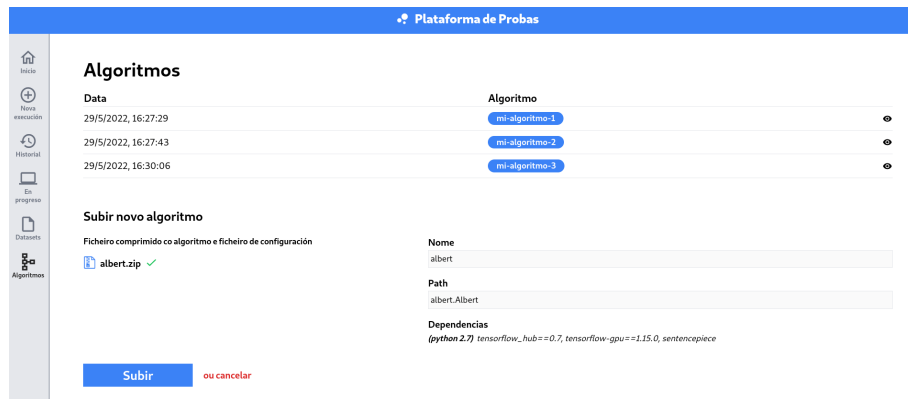 Plataforma de Probas
Inicio
Nova
execución
Historial
En
progreso
Datasets
Algoritmos
Algoritmos
Data Algoritmo
29/5/2022, 16:27:29 mi-algoritmo-1
29/5/2022, 16:27:43 mi-algoritmo-2
29/5/2022, 16:30:06 mi-algoritmo-3
Subir novo algoritmo
Ficheiro comprimido co algoritmo e ficheiro de configuración
albert.zip
Nome
albert
Path
albert.Albert
Dependencias
(python 2.7) tensorflow_hub==0.7, tensorflow-gpu==1.15.0, sentencepiece
Subir ou cancelar